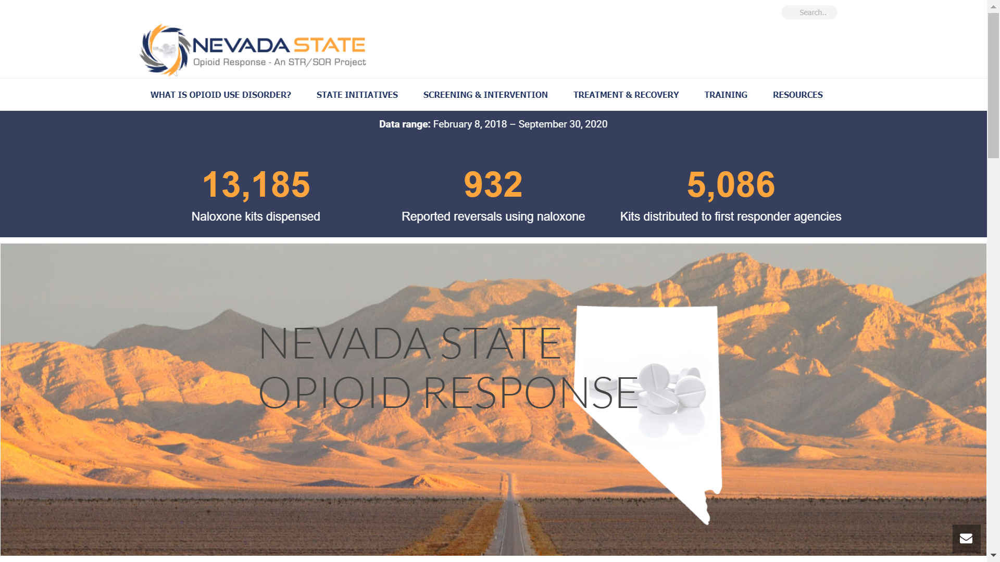 Search..
NEVADA STATE
Opioid Response - An STR/SOR Project
WHAT IS OPIOID USE DISORDER? STATE INITIATIVES SCREENING & INTERVENTION TREATMENT & RECOVERY TRAINING RESOURCES
Data range: February 8, 2018 – September 30, 2020
13,185 932 5,086
Naloxone kits dispensed Reported reversals using naloxone Kits distributed to first responder agencies
NEVADA STATE
OPIOID RESPONSE